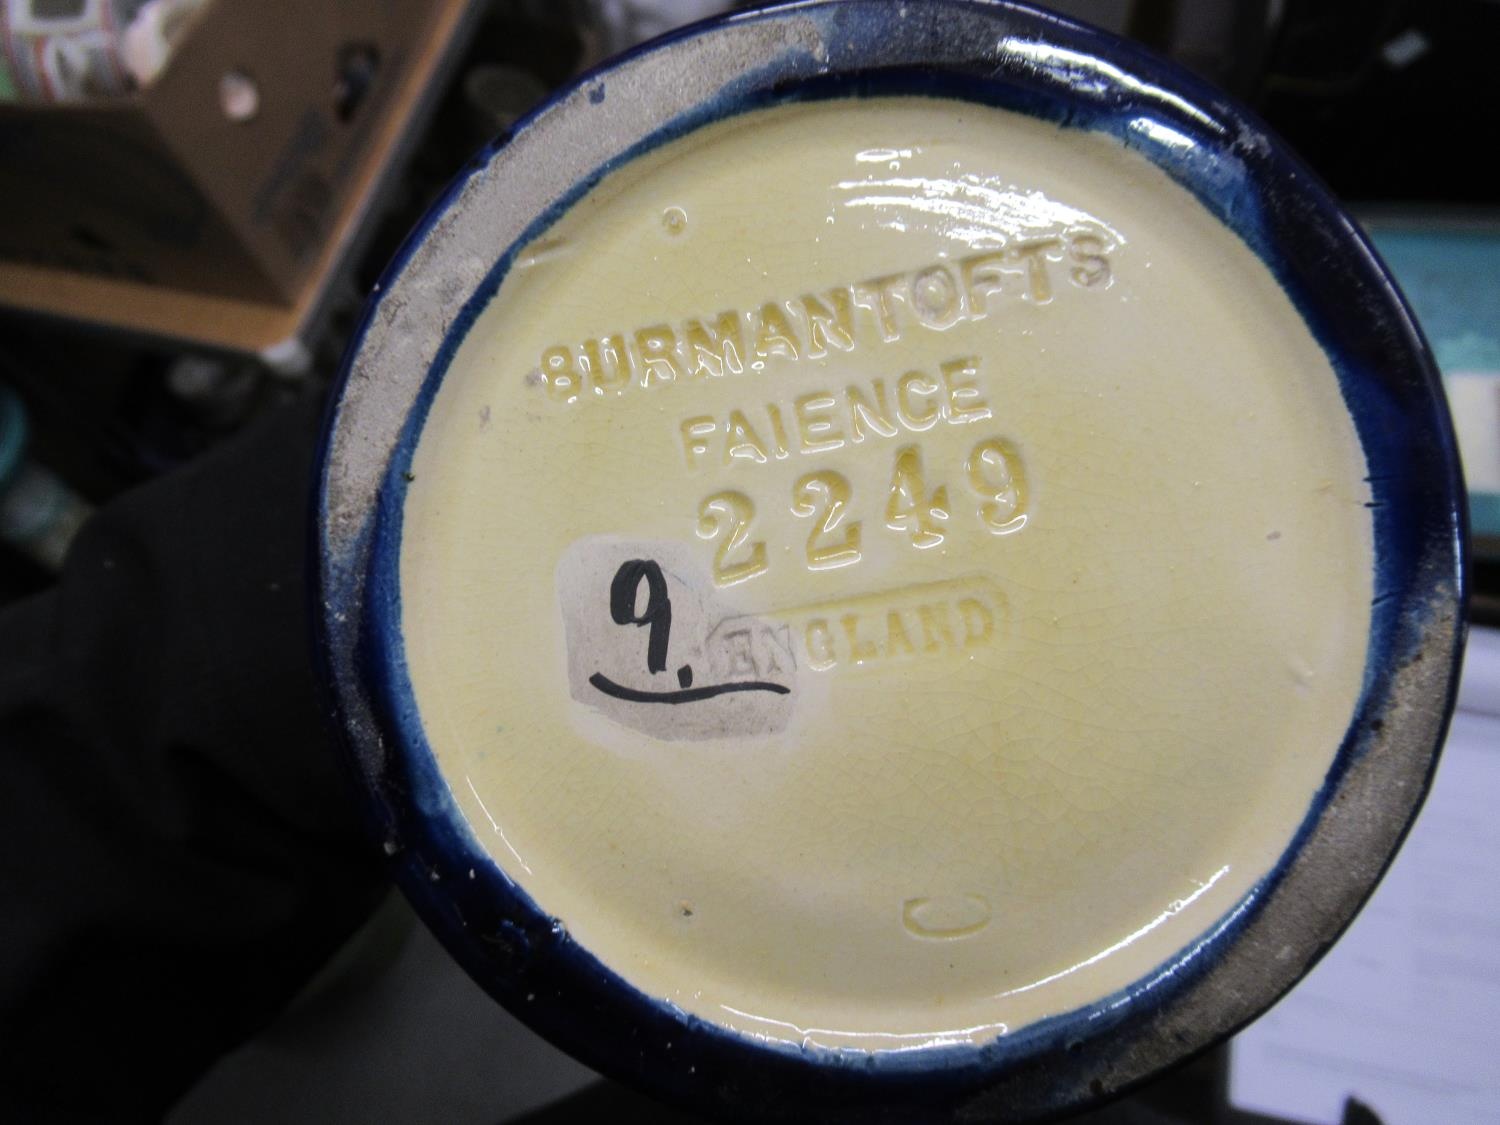 BURMANTOFTS
FAIENCE
2249
9.
ENGLAND
C